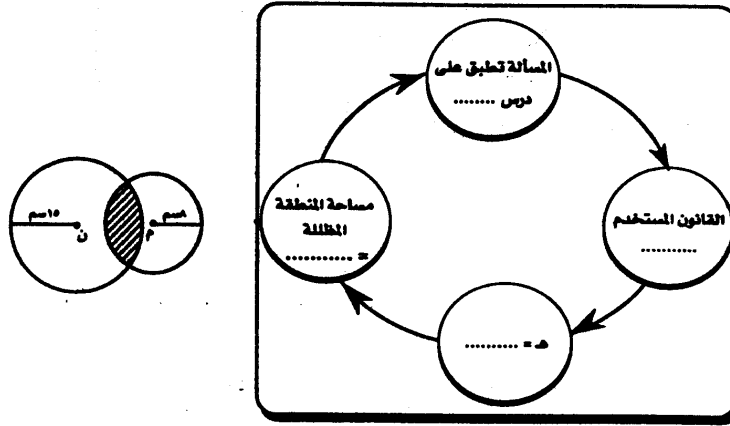 المسألة تطبق على
درس ........
القانون المستخدم
...........
هـ = ..........
مساحة المنطقة
المظللة
= ............
١٥سم
ن
م
٨سم